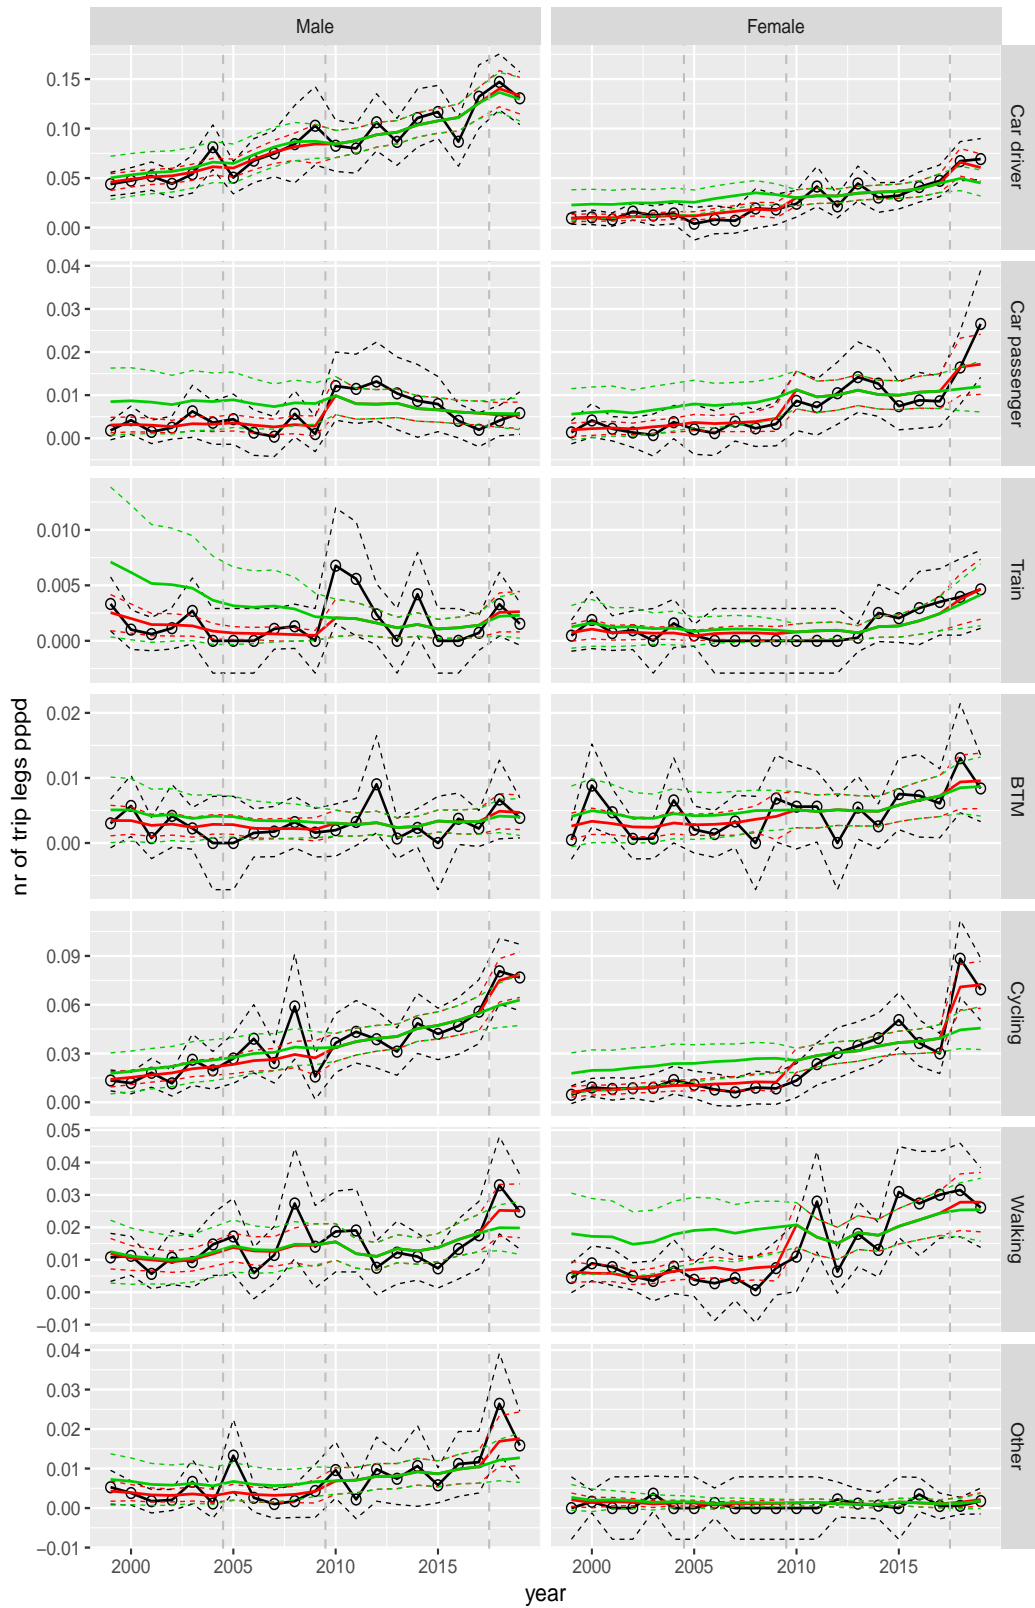 Male Female
0.15
0.10
0.05
0.00
Car driver
0.04
0.03
0.02
0.01
0.00
Car passenger
0.010
0.005
0.000
Train
0.02
0.01
0.00
BTM
nr of trip legs pppd
0.09
0.06
0.03
0.00
Cycling
0.05
0.04
0.03
0.02
0.01
0.00
−0.01
Walking
0.04
0.03
0.02
0.01
0.00
−0.01
Other
2000 2005 2010 2015 2000 2005 2010 2015
year